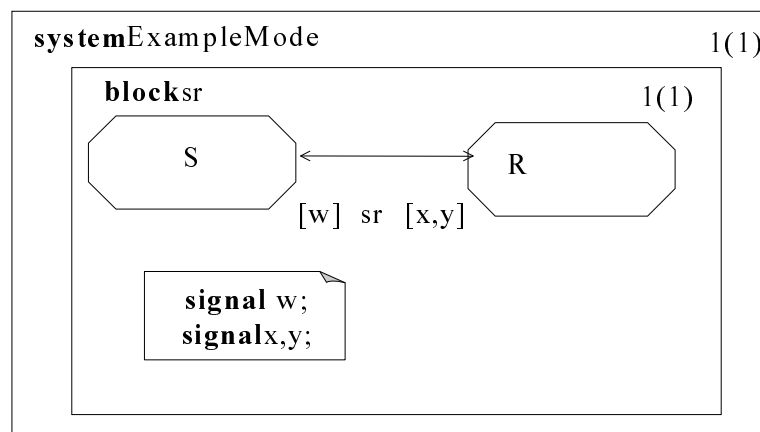 systemExampleMode
1(1)
blocksr
1(1)
S
R
[w] sr [x,y]
signal w;
signalx,y;